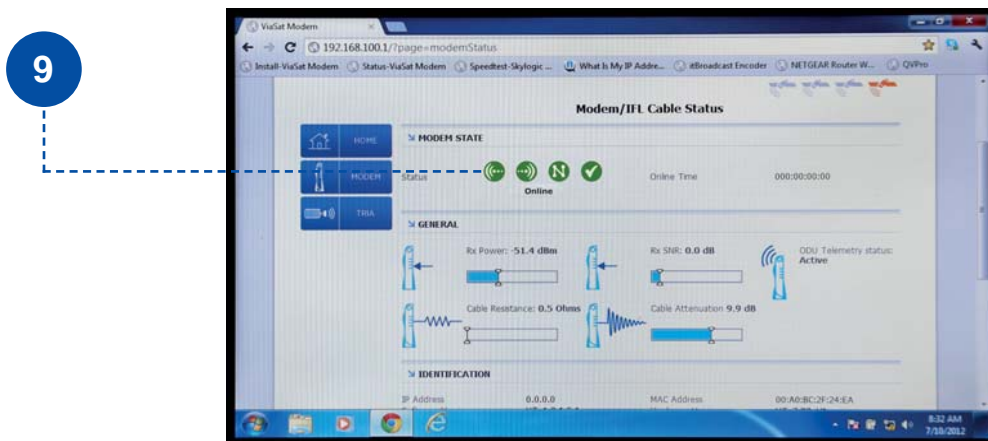 9
ViaSat Modem
192.168.100.1/?page=modemStatus
Install-ViaSat Modem Status-ViaSat Modem Speedtest-Skylogic ... What Is My IP Addre... NETGEAR Router W... QVPro
Modem/IFL Cable Status
HOME
MODEM
TRIA
MODEM STATE
Status
Online
Online Time 000:00:00:00
GENERAL
Rx Power: -51.4 dBm Rx SNR: 0.0 dB ODU Telemetry status:
Active
Cable Resistance: 0.5 Ohms Cable Attenuation 9.9 dB
IDENTIFICATION
IP Address 0.0.0.0 MAC Address 00:A0:BC:2F:24:EA
8:32 AM
7/10/2012